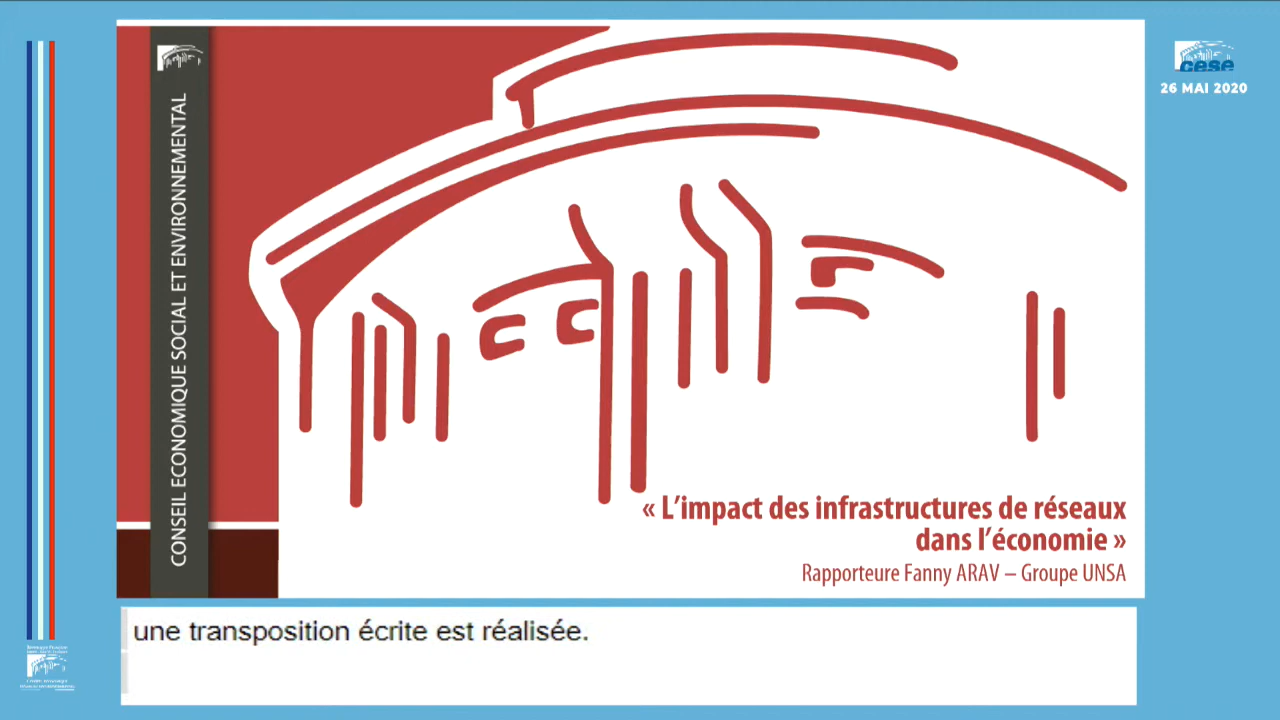 CONSEIL ECONOMIQUE SOCIAL ET ENVIRONNEMENTAL
cese
26 MAI 2020
« L’impact des infrastructures de réseaux
dans l’économie »
Rapporteure Fanny ARAV – Groupe UNSA
une transposition écrite est réalisée.